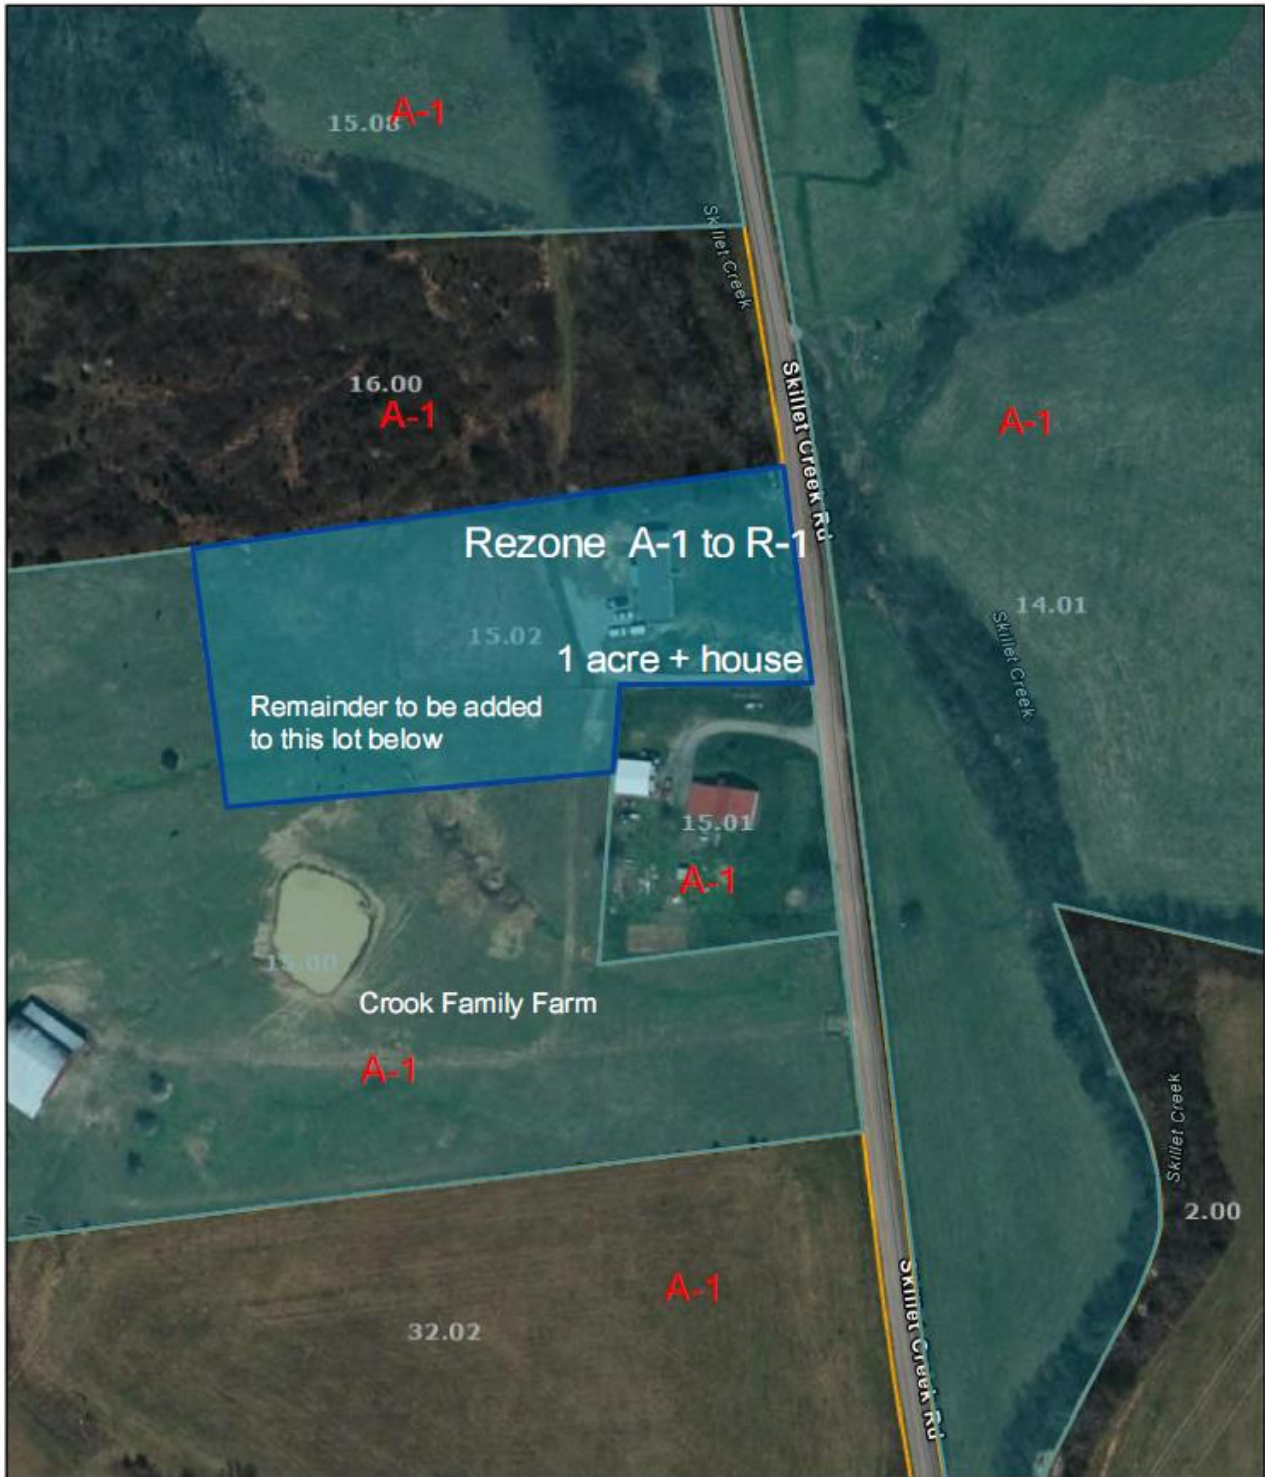 15.08
A-1
Skillet Creek
16.00
A-1
Skillet Creek Rd
A-1
Rezone A-1 to R-1
14.01
15.02
1 acre + house
Skillet Creek
Remainder to be added
to this lot below
15.01
A-1
15.00
Crook Family Farm
A-1
Skillet Creek
2.00
A-1
32.02
Skillet Creek Rd